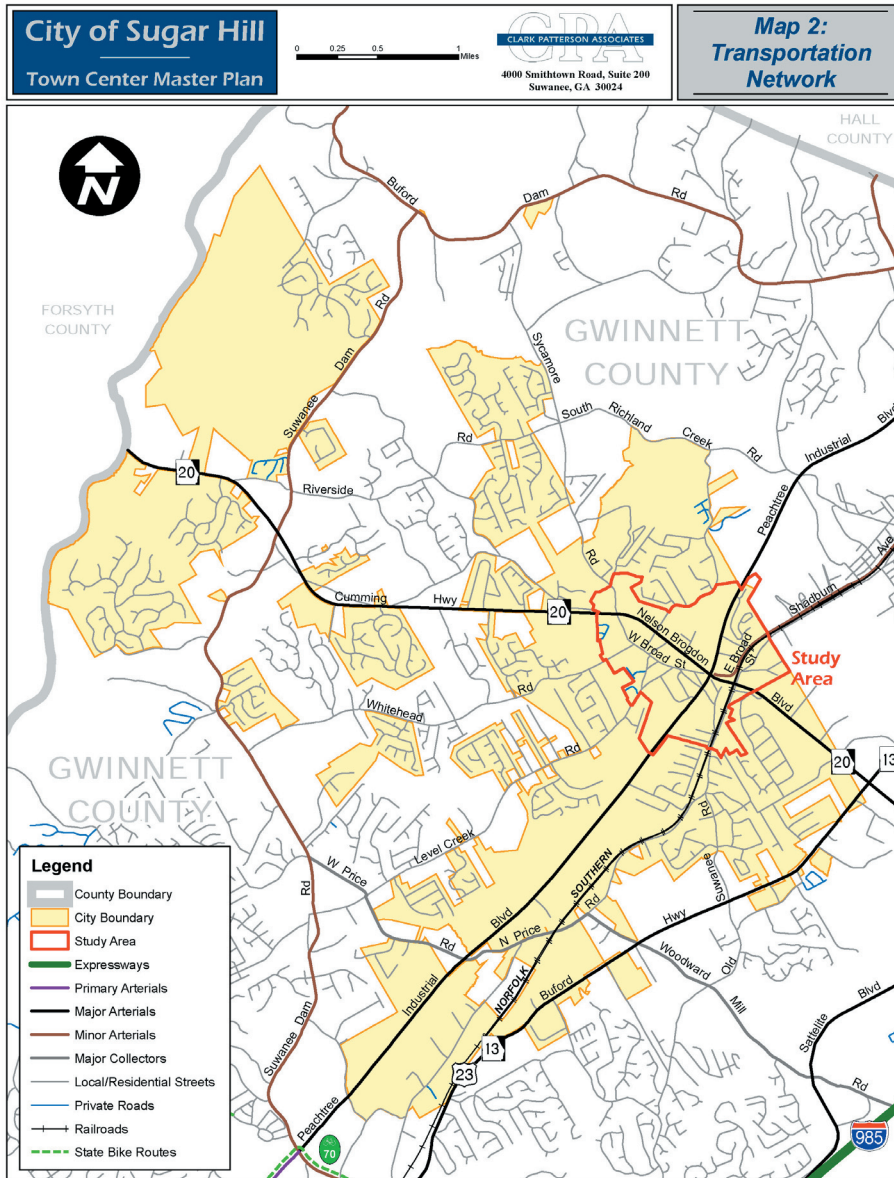 City of Sugar Hill
Town Center Master Plan
0 0.25 0.5 1
Miles
CPA
CLARK PATTERSON ASSOCIATES
4000 Smithtown Road, Suite 200
Suwanee, GA 30024
Map 2:
Transportation
Network
HALL
COUNTY
N
Buford
Dam
Rd
FORSYTH
COUNTY
GWINNETT
COUNTY
Rd
Dam
Suwanee
Sycamore
South
Richland
Creek
Rd
Rd
Industrial
Blvd
Peachtree
20
Riverside
Rd
Ave
Shadburn
Cumming
Hwy
20
Nelson Brogdon
W Broad St
E Broad
St
Study
Area
Blvd
Rd
Whitehead
Rd
20
13
GWINNETT
COUNTY
Level Creek
Rd
SOUTHERN
Suwanee
Old
W Price
Rd
Rd
N Price
Rd
Hwy
Woodward
Mill
Rd
Blvd
Industrial
NORFOLK
Buford
13
23
Sattelite
Blvd
Suwanee Dam
Peachtree
70
985
Legend
County Boundary
City Boundary
Study Area
Expressways
Primary Arterials
Major Arterials
Minor Arterials
Major Collectors
Local/Residential Streets
Private Roads
Railroads
State Bike Routes